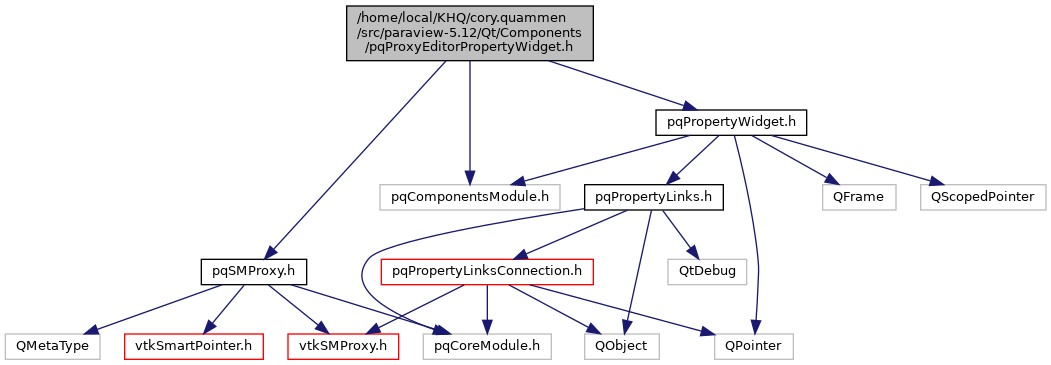 /home/local/KHQ/cory.quammen
/src/paraview-5.12/Qt/Components
/pqProxyEditorPropertyWidget.h
pqPropertyWidget.h
pqComponentsModule.h
pqPropertyLinks.h
QFrame
QScopedPointer
pqSMProxy.h
pqPropertyLinksConnection.h
QtDebug
QMetaType
vtkSmartPointer.h
vtkSMProxy.h
pqCoreModule.h
QObject
QPointer